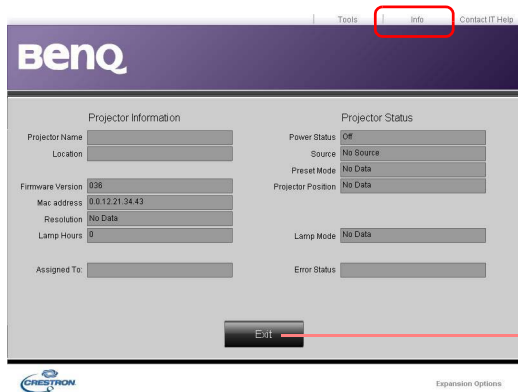 Tools Info Contact IT Help
BenQ
Projector Information
Projector Name
Location
Firmware Version 036
Mac address 0.0.12.21.34.43
Resolution No Data
Lamp Hours 0
Assigned To:
Projector Status
Power Status Off
Source No Source
Preset Mode No Data
Projector Position No Data
Lamp Mode No Data
Error Status
Exit
CRESTRON
Expansion Options